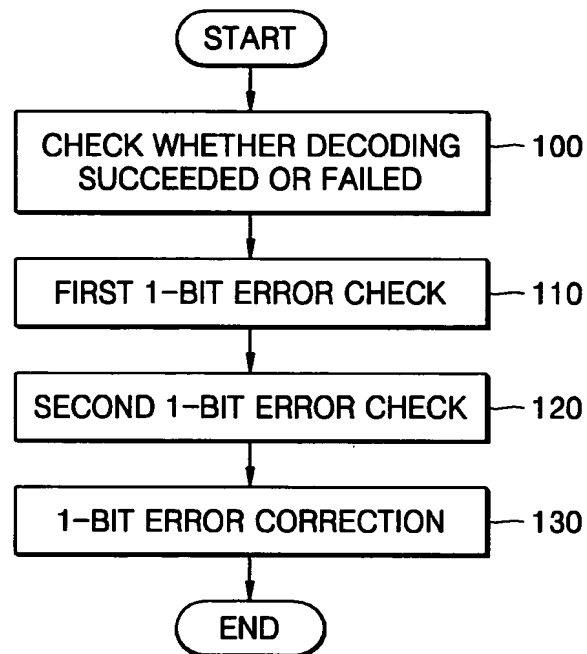 START
CHECK WHETHER DECODING
SUCCEEDED OR FAILED
100
FIRST 1-BIT ERROR CHECK
110
SECOND 1-BIT ERROR CHECK
120
1-BIT ERROR CORRECTION
130
END